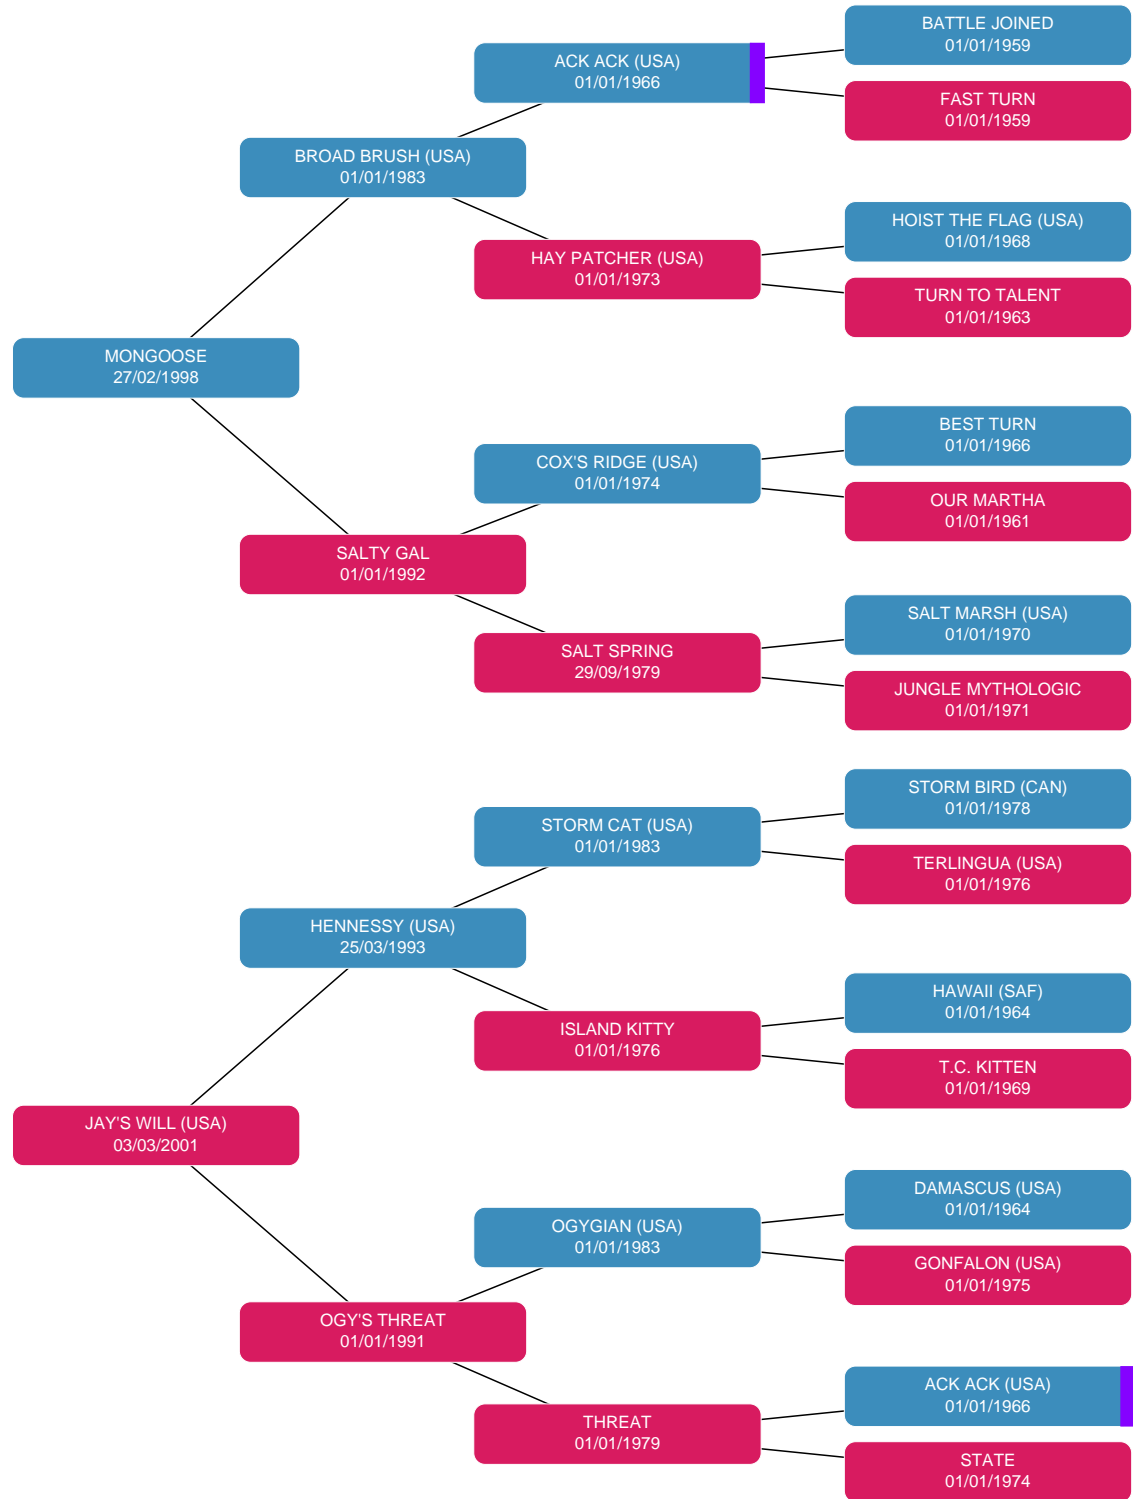 BATTLE JOINED
01/01/1959
ACK ACK (USA)
01/01/1966
FAST TURN
01/01/1959
BROAD BRUSH (USA)
01/01/1983
HOIST THE FLAG (USA)
01/01/1968
HAY PATCHER (USA)
01/01/1973
TURN TO TALENT
01/01/1963
MONGOOSE
27/02/1998
BEST TURN
01/01/1966
COX'S RIDGE (USA)
01/01/1974
OUR MARTHA
01/01/1961
SALTY GAL
01/01/1992
SALT MARSH (USA)
01/01/1970
SALT SPRING
29/09/1979
JUNGLE MYTHOLOGIC
01/01/1971
STORM BIRD (CAN)
01/01/1978
STORM CAT (USA)
01/01/1983
TERLINGUA (USA)
01/01/1976
HENNESSY (USA)
25/03/1993
HAWAII (SAF)
01/01/1964
ISLAND KITTY
01/01/1976
T.C. KITTEN
01/01/1969
JAY'S WILL (USA)
03/03/2001
DAMASCUS (USA)
01/01/1964
OGYGIAN (USA)
01/01/1983
GONFALON (USA)
01/01/1975
OGY'S THREAT
01/01/1991
ACK ACK (USA)
01/01/1966
THREAT
01/01/1979
STATE
01/01/1974